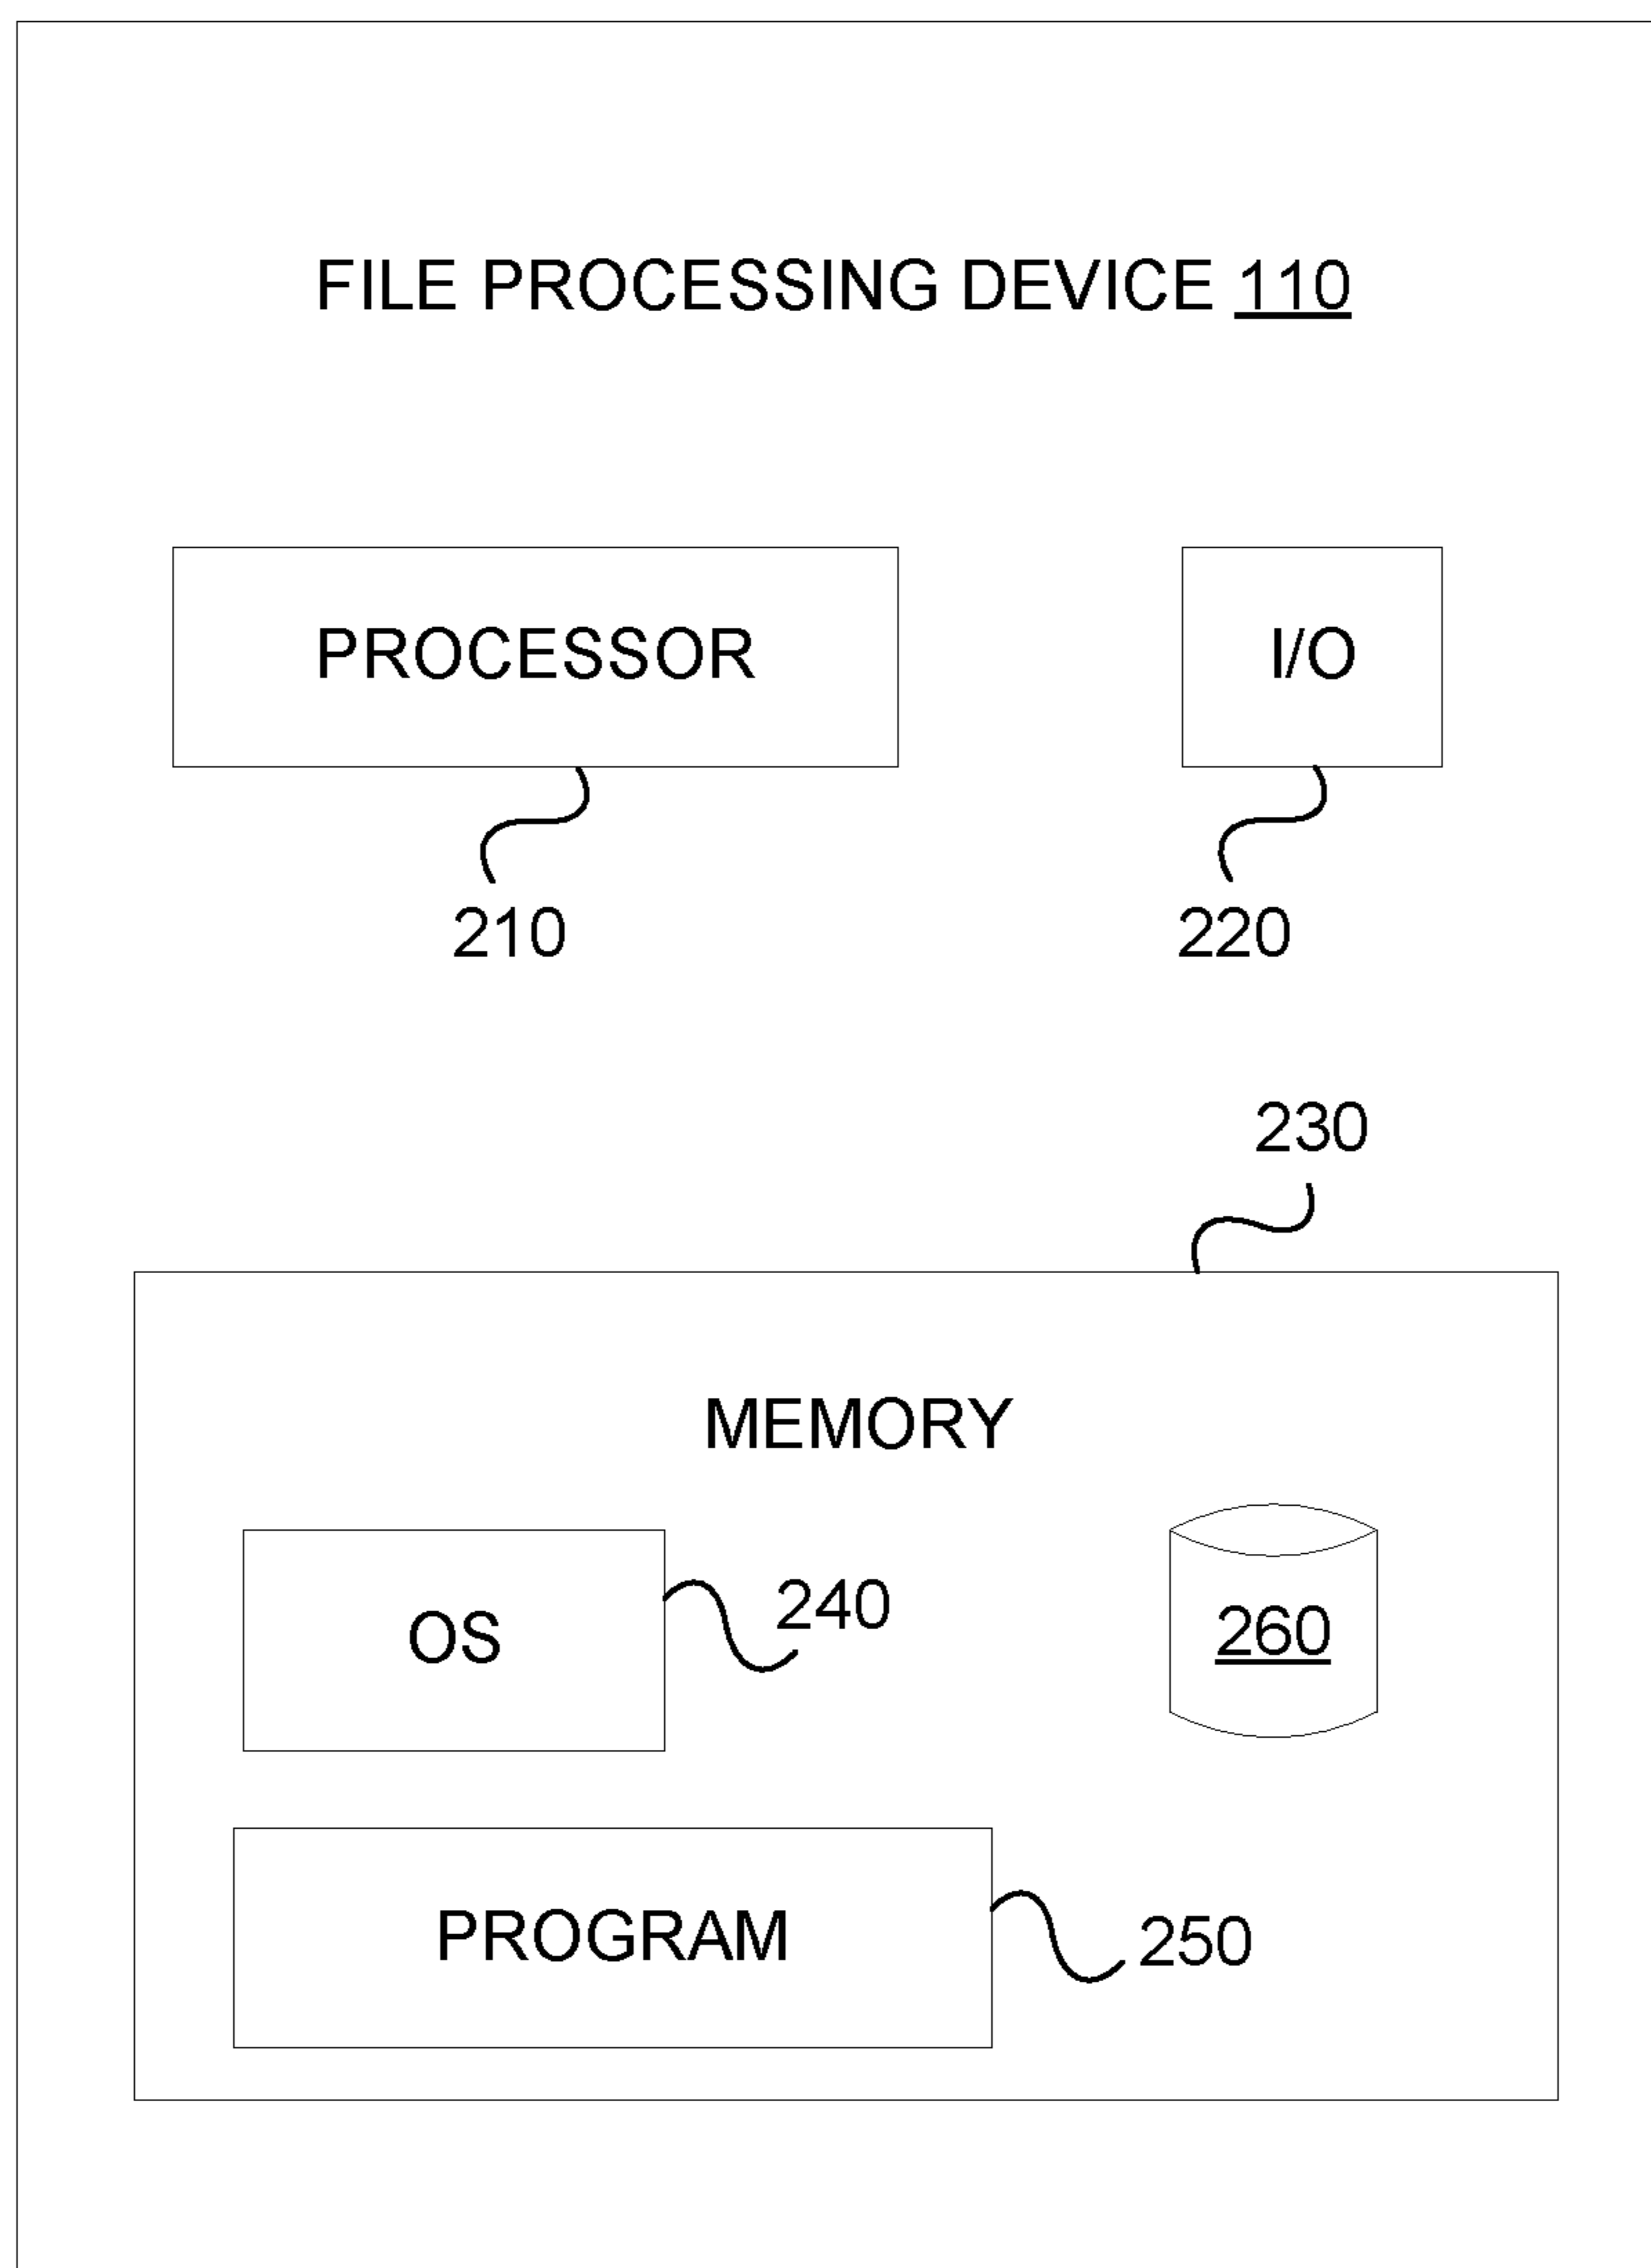 FILE PROCESSING DEVICE 110
PROCESSOR
I/O
210
220
230
MEMORY
OS
240
260
PROGRAM
250